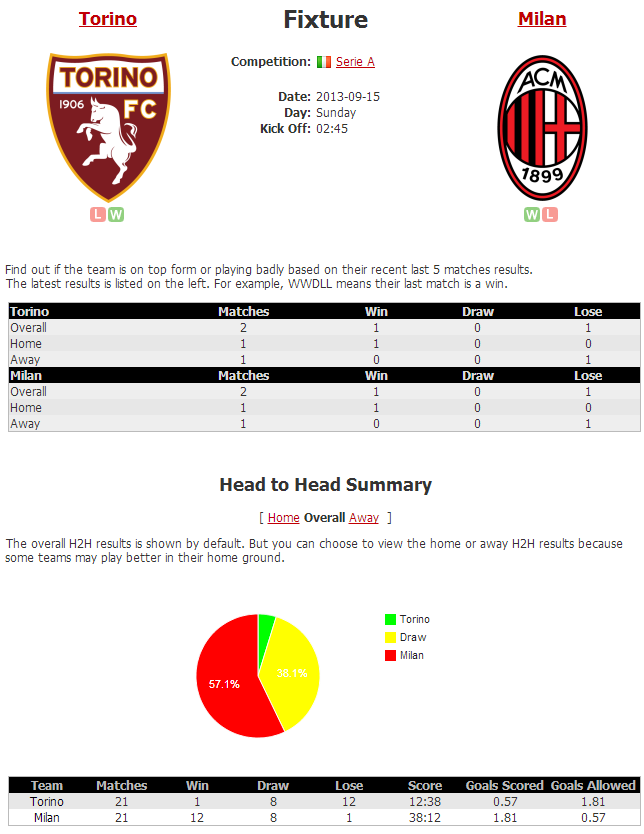 Torino
Fixture
Milan
Competition: Serie A
TORINO
1906 FC
ACM
1899
Date: 2013-09-15
Day: Sunday
Kick Off: 02:45
L W
W L
Find out if the team is on top form or playing badly based on their recent last 5 matches results.
The latest results is listed on the left. For example, WWDLL means their last match is a win.
Torino Matches Win Draw Lose
Overall 2 1 0 1
Home 1 1 0 0
Away 1 0 0 1
Milan Matches Win Draw Lose
Overall 2 1 0 1
Home 1 1 0 0
Away 1 0 0 1
Head to Head Summary
[ Home Overall Away ]
The overall H2H results is shown by default. But you can choose to view the home or away H2H results because
some teams may play better in their home ground.
Torino
Draw
Milan
38.1%
57.1%
Team Matches Win Draw Lose Score Goals Scored Goals Allowed
Torino 21 1 8 12 12:38 0.57 1.81
Milan 21 12 8 1 38:12 1.81 0.57